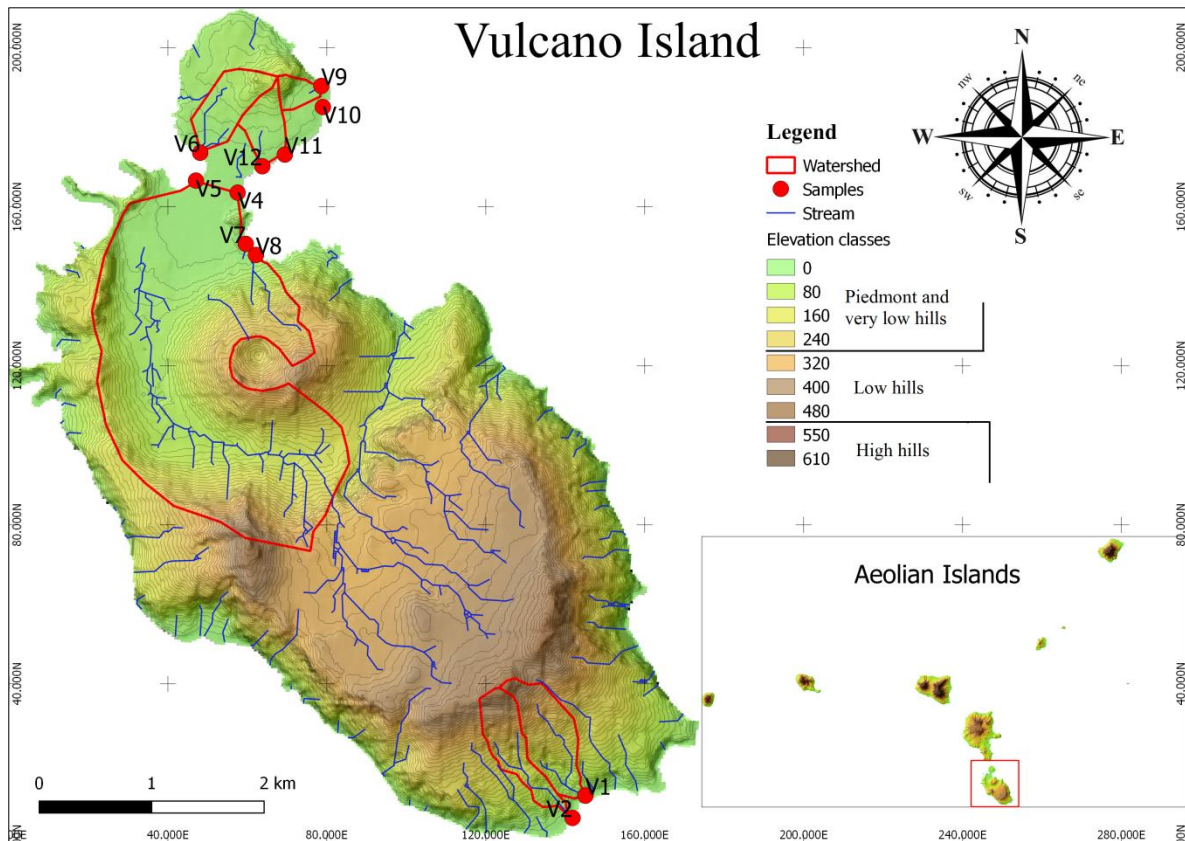 Vulcano Island
N
nw
ne
W
E
sw
se
S
V9
V10
V6
V12
V11
V5
V4
V7
V8
V1
V2
Legend
Watershed
Samples
Stream
Elevation classes
0
80
160
240
320
400
480
550
610
Piedmont and
very low hills
Low hills
High hills
Aeolian Islands
0 1 2 km
200.000N
160.000N
120.000N
80.000N
40.000N
200.000N
160.000N
120.000N
80.000N
40.000N
40.000E
80.000E
120.000E
160.000E
200.000E
240.000E
280.000E